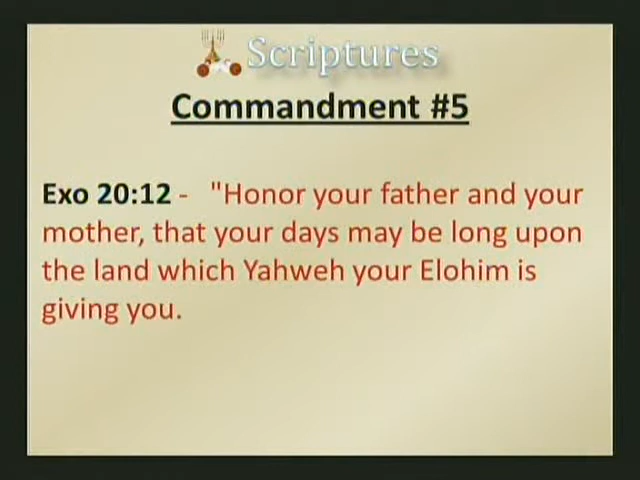 Scriptures
Commandment #5
Exo 20:12 -   "Honor your father and your
mother, that your days may be long upon
the land which Yahweh your Elohim is
giving you.